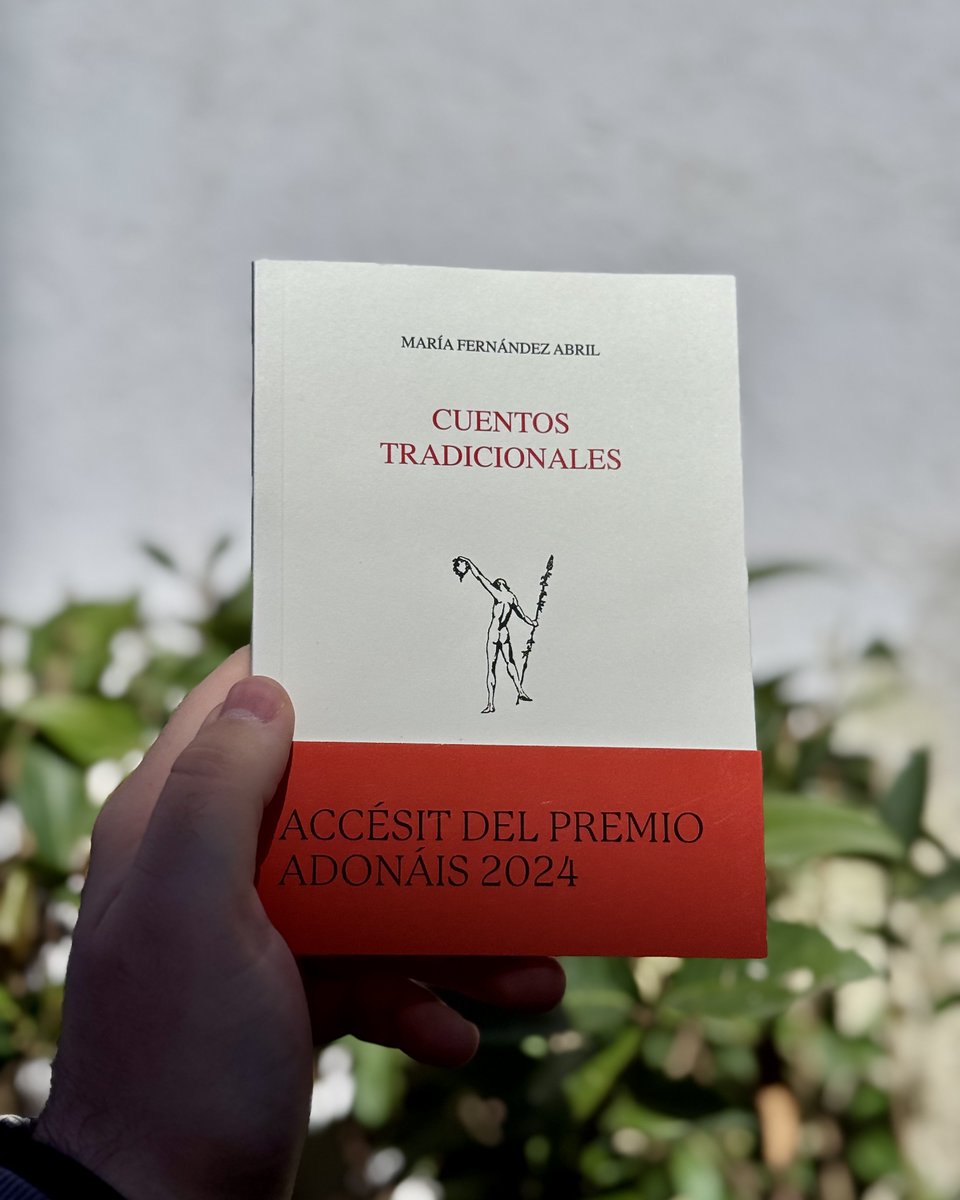 MARÍA FERNÁNDEZ ABRIL
CUENTOS
TRADICIONALES
ACCÉSIT DEL PREMIO
ADONÁIS 2024